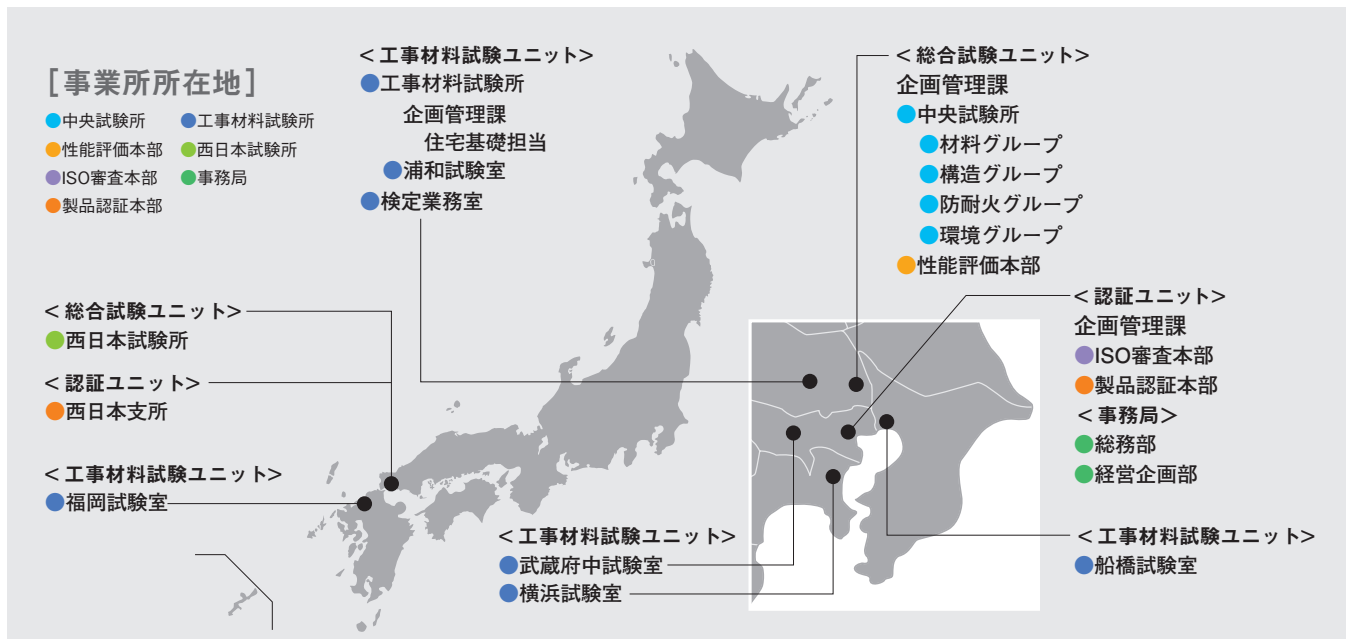 [事業所所在地]
●中央試験所 ●工事材料試験所
●性能評価本部 ●西日本試験所
●ISO審査本部 ●事務局
●製品認証本部
<工事材料試験ユニット>
●工事材料試験所
企画管理課
住宅基礎担当
●浦和試験室
●検定業務室
<総合試験ユニット>
企画管理課
●中央試験所
●材料グループ
●構造グループ
●防耐火グループ
●環境グループ
●性能評価本部
<総合試験ユニット>
●西日本試験所
<認証ユニット>
●西日本支所
<工事材料試験ユニット>
●福岡試験室
<認証ユニット>
企画管理課
●ISO審査本部
●製品認証本部
<事務局>
●総務部
●経営企画部
<工事材料試験ユニット>
●武蔵府中試験室
●横浜試験室
<工事材料試験ユニット>
●船橋試験室